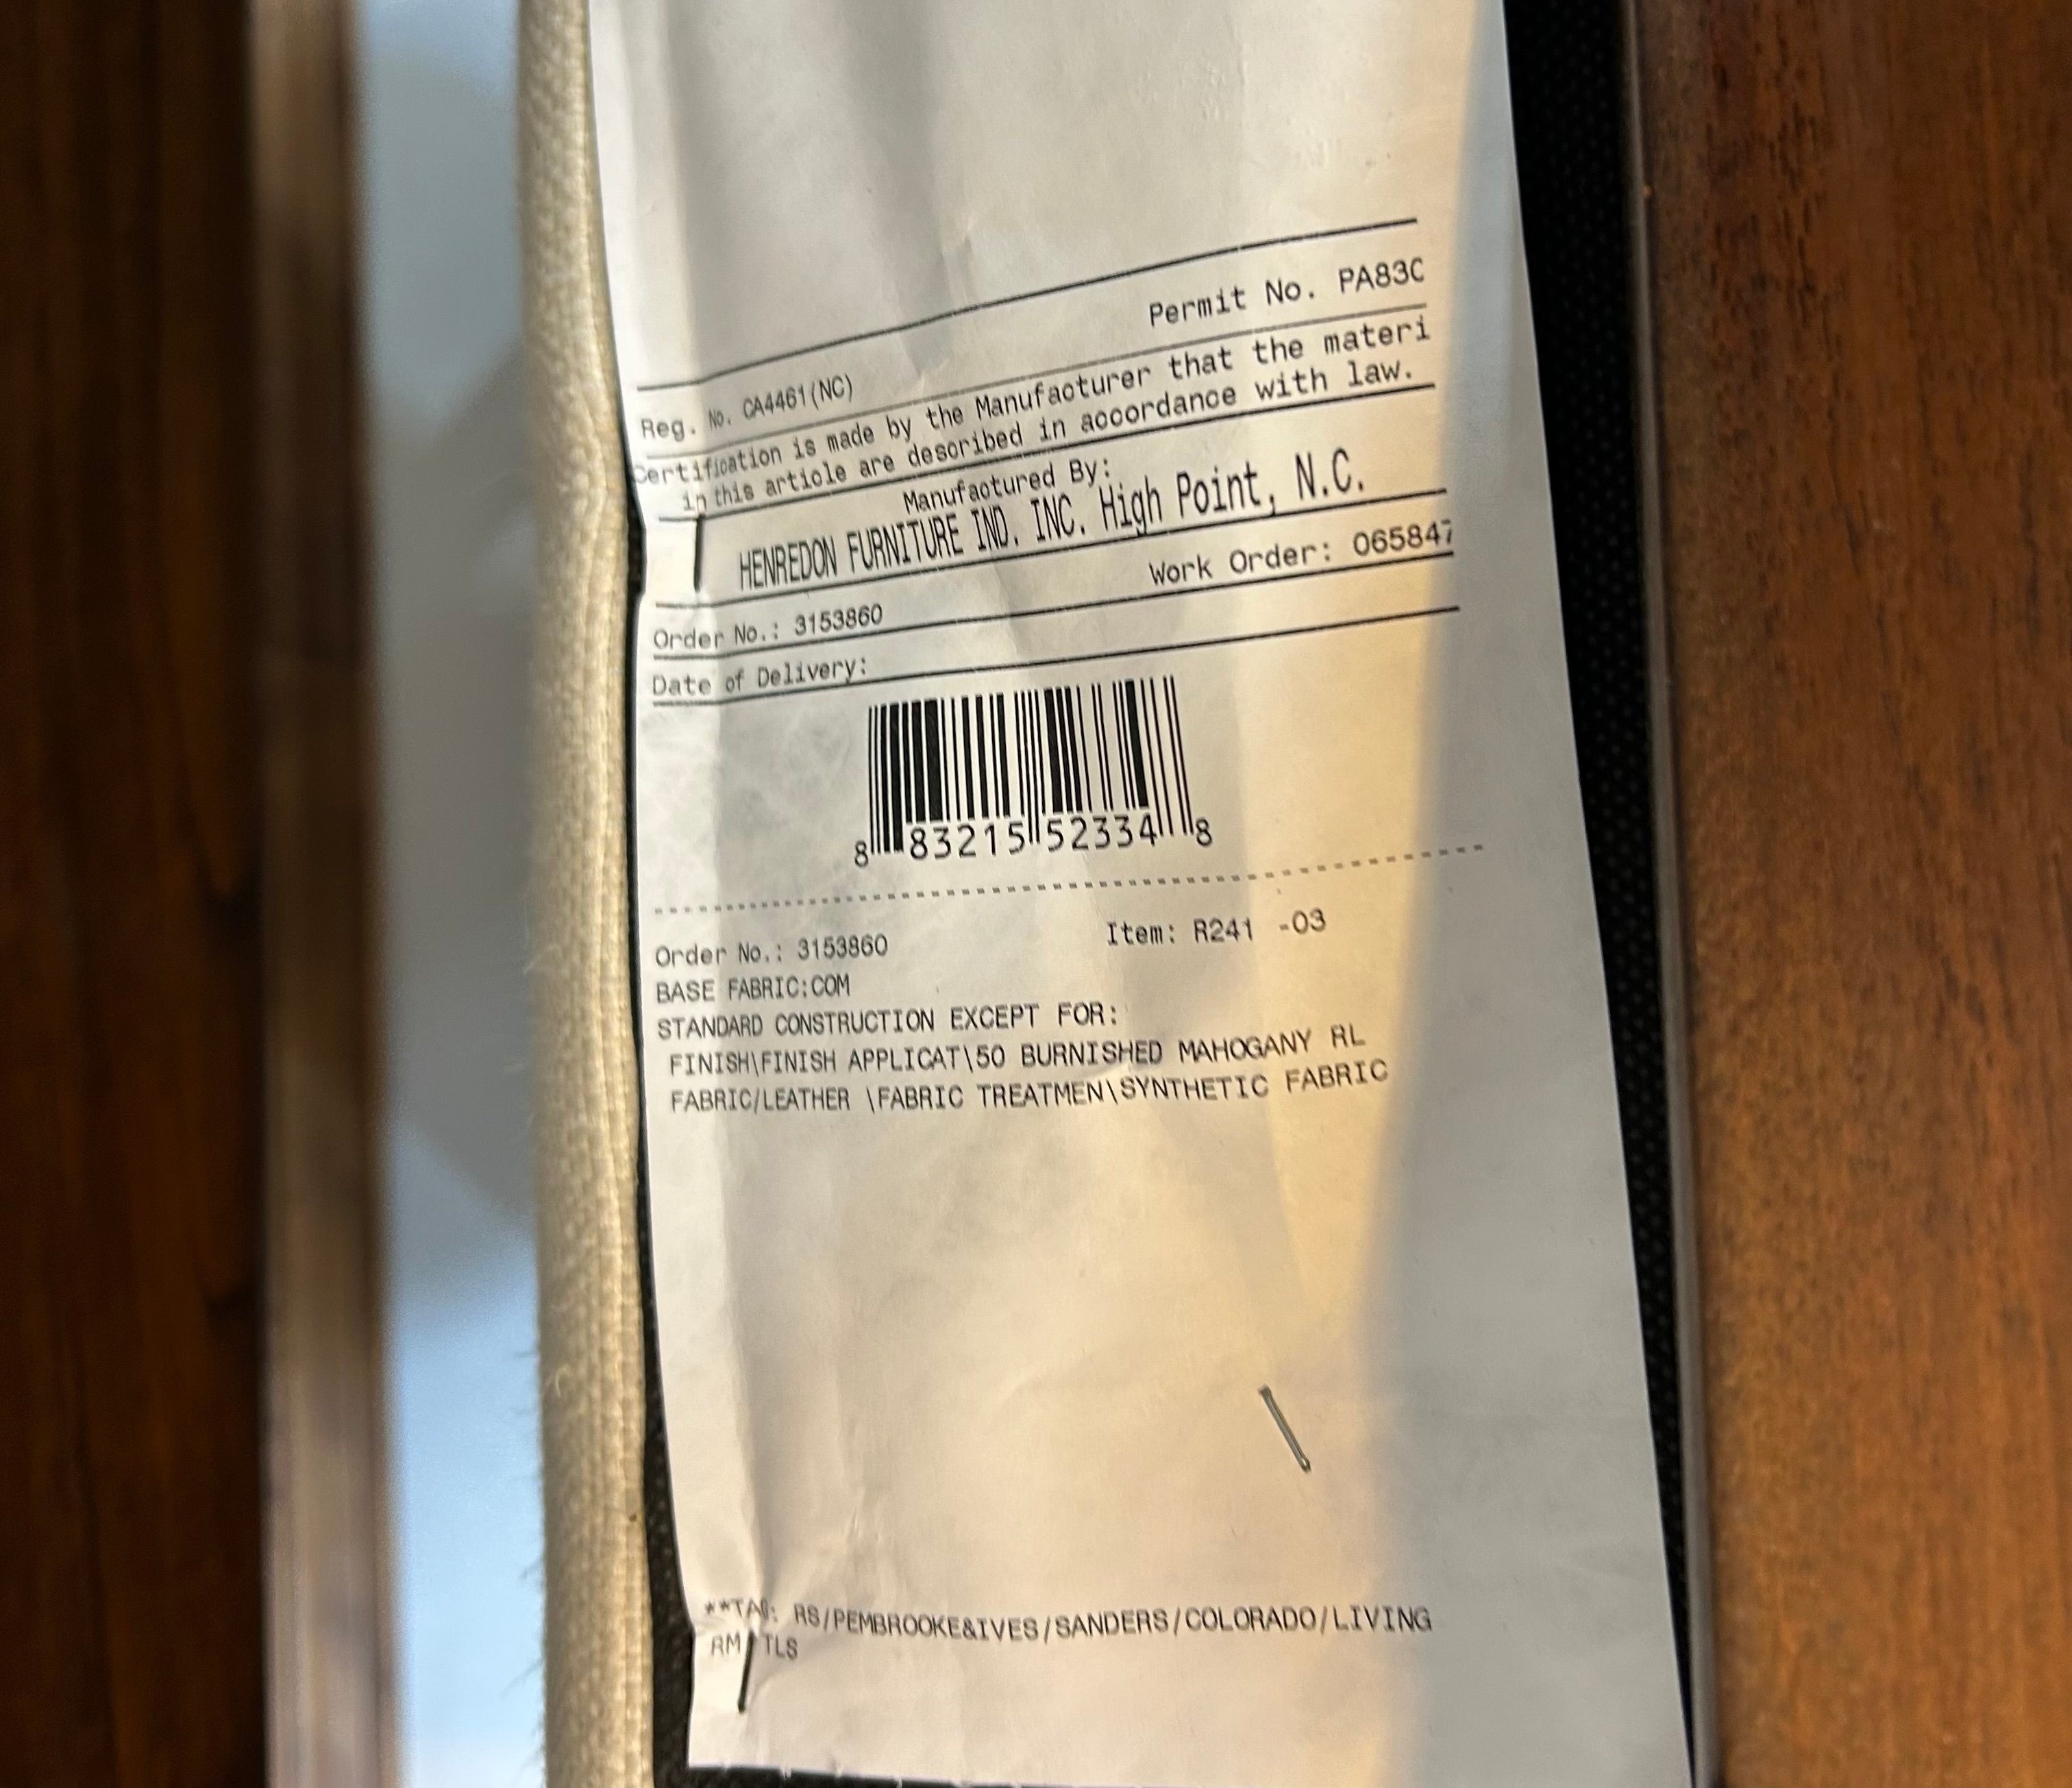 Permit No. PA83C
Reg. No. CA4461(NC)
Certification is made by the Manufacturer that the materi
in this article are described in accordance with law.
Manufactured By:
HENREDON FURNITURE IND. INC. High Point, N.C.
Work Order: 065847
Order No.: 3153860
Date of Delivery:
8 83215 52334 8
Order No.: 3153860 Item: R241 -03
BASE FABRIC:COM
STANDARD CONSTRUCTION EXCEPT FOR:
FINISH\FINISH APPLICAT\50 BURNISHED MAHOGANY RL
FABRIC/LEATHER \FABRIC TREATMEN\SYNTHETIC FABRIC
**TAG: RS/PEMBROOKE&IVES/SANDERS/COLORADO/LIVING
RM/TLS